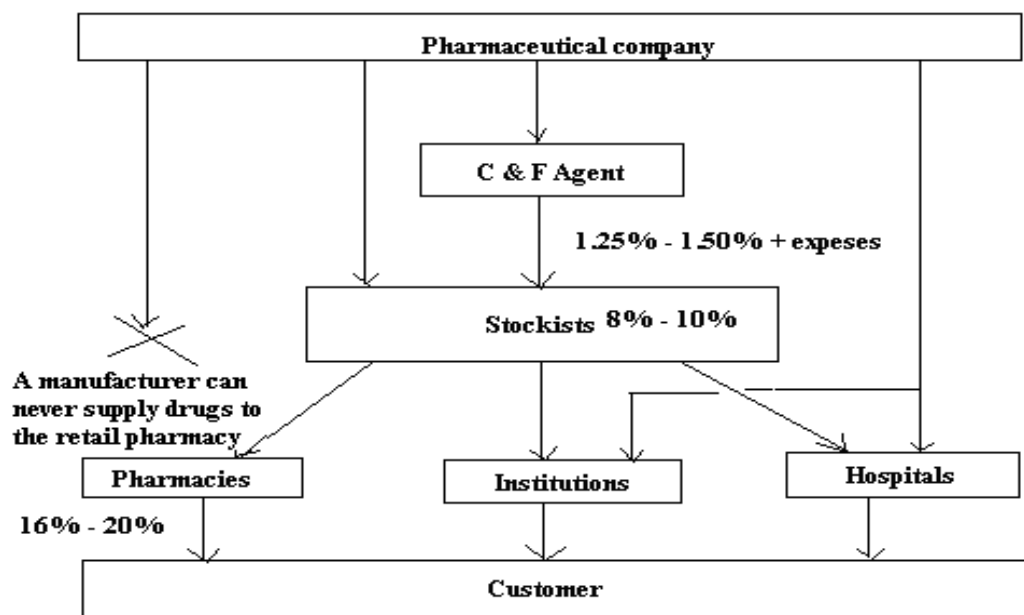 Pharmaceutical company
C & F Agent
1.25% - 1.50% + expeses
Stockists 8% - 10%
A manufacturer can
never supply drugs to
the retail pharmacy
Pharmacies
Institutions
Hospitals
16% - 20%
Customer